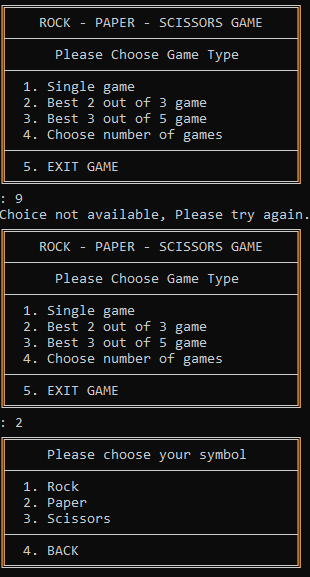 ROCK - PAPER - SCISSORS GAME
Please Choose Game Type
1. Single game
2. Best 2 out of 3 game
3. Best 3 out of 5 game
4. Choose number of games
5. EXIT GAME
: 9
Choice not available, Please try again.
ROCK - PAPER - SCISSORS GAME
Please Choose Game Type
1. Single game
2. Best 2 out of 3 game
3. Best 3 out of 5 game
4. Choose number of games
5. EXIT GAME
: 2
Please choose your symbol
1. Rock
2. Paper
3. Scissors
4. BACK